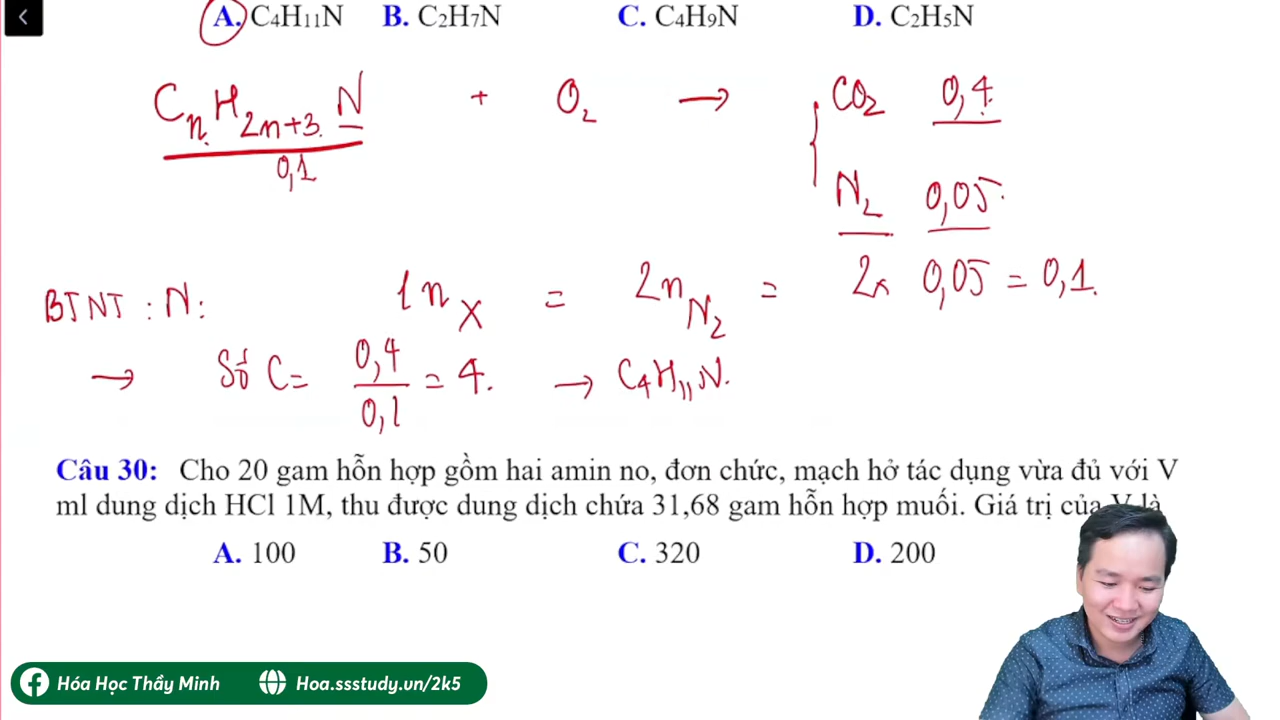 A. C₄H₁₁N B. C₂H₇N C. C₄H₉N D. C₂H₅N
CₙH₂ₙ₊₃N + O₂ → CO₂ 0,4
0,1
N₂ 0,05
BTNT : N: 1n_X = 2n_N₂ = 2x 0,05 = 0,1.
→ Số C = 0,4/0,1 = 4. → C₄H₁₁N.
Câu 30: Cho 20 gam hỗn hợp gồm hai amin no, đơn chức, mạch hở tác dụng vừa đủ với V
ml dung dịch HCl 1M, thu được dung dịch chứa 31,68 gam hỗn hợp muối. Giá trị của V là
A. 100 B. 50 C. 320 D. 200
Hóa Học Thầy Minh Hoa.ssstudy.vn/2k5